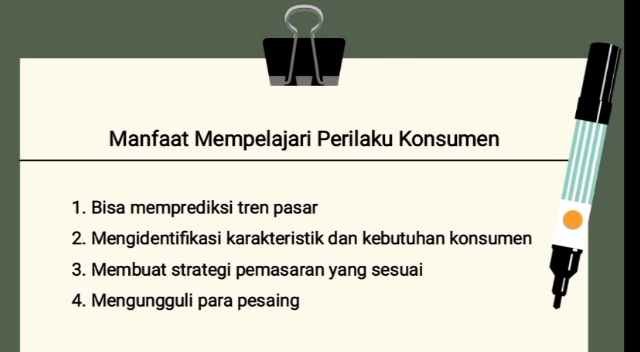 Manfaat Mempelajari Perilaku Konsumen
1. Bisa memprediksi tren pasar
2. Mengidentifikasi karakteristik dan kebutuhan konsumen
3. Membuat strategi pemasaran yang sesuai
4. Mengungguli para pesaing